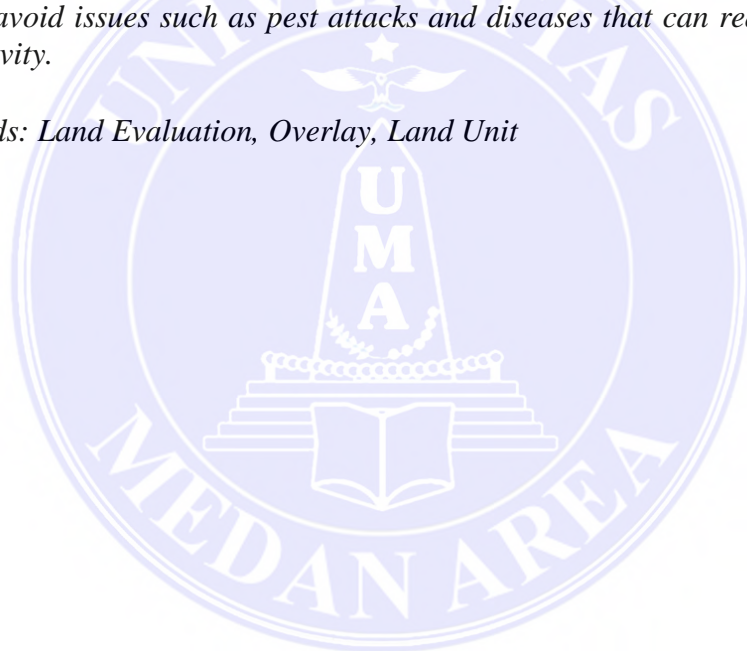 avoid issues such as pest attacks and diseases that can
vity.
ds: Land Evaluation, Overlay, Land Unit
UNIVERSITAS
UMA
MEDAN AREA